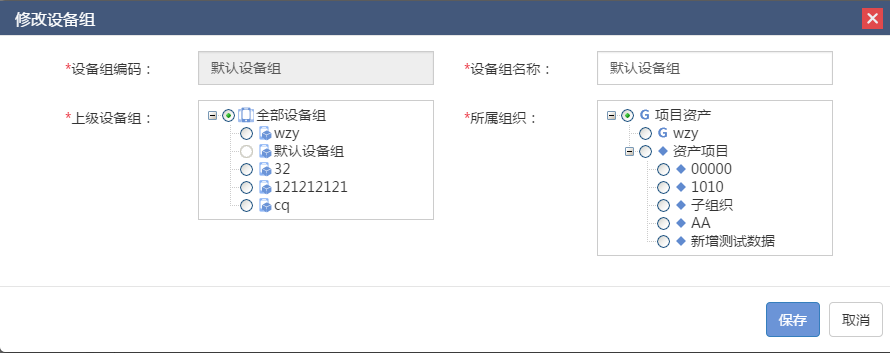 修改设备组
*设备组编码： 默认设备组 *设备组名称： 默认设备组
*上级设备组：
全部设备组
wzy
默认设备组
32
121212121
cq
*所属组织：
G 项目资产
G wzy
资产项目
00000
1010
子组织
AA
新增测试数据
保存 取消